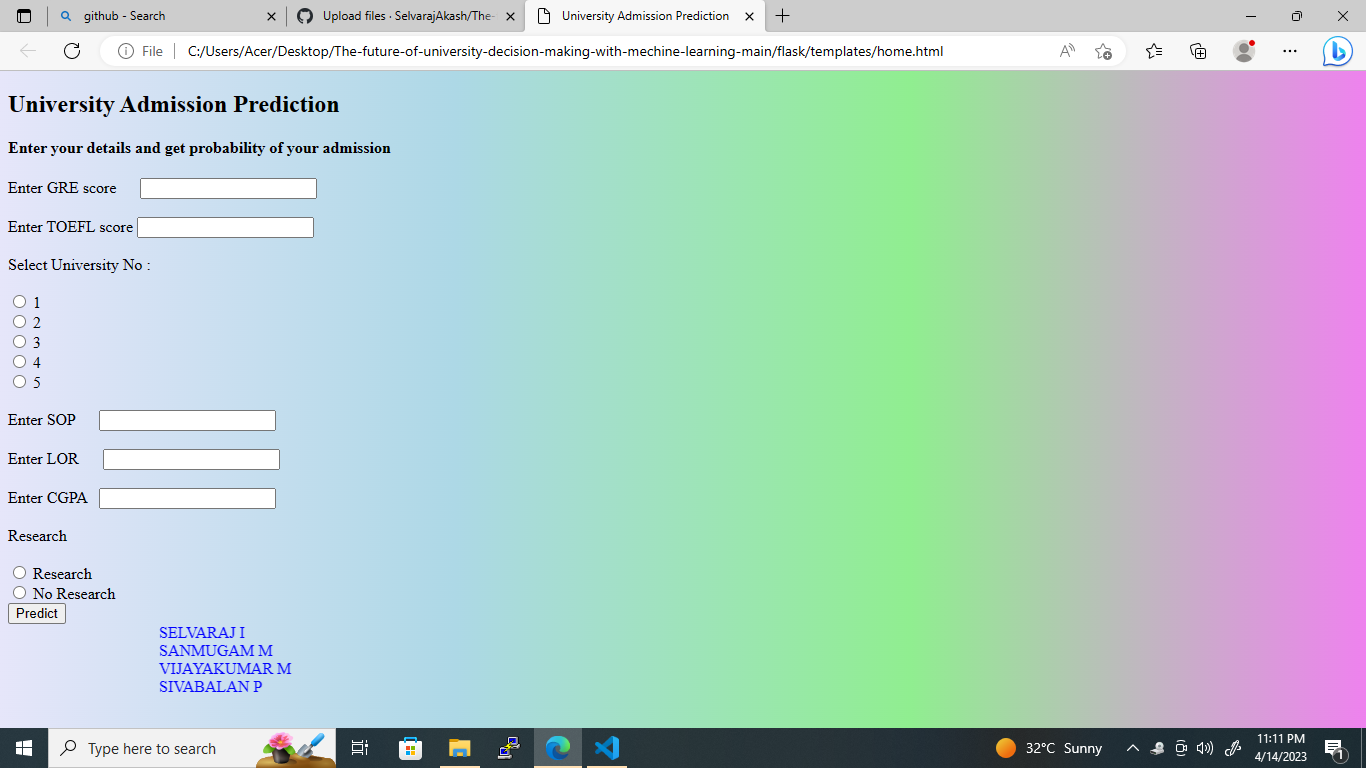 github - Search
Upload files · SelvarajAkash/The-
University Admission Prediction
File
C:/Users/Acer/Desktop/The-future-of-university-decision-making-with-mechine-learning-main/flask/templates/home.html
University Admission Prediction
Enter your details and get probability of your admission
Enter GRE score
Enter TOEFL score
Select University No :
1
2
3
4
5
Enter SOP
Enter LOR
Enter CGPA
Research
Research
No Research
Predict
SELVARAJ I
SANMUGAM M
VIJAYAKUMAR M
SIVABALAN P
Type here to search
32°C Sunny
11:11 PM
4/14/2023
1